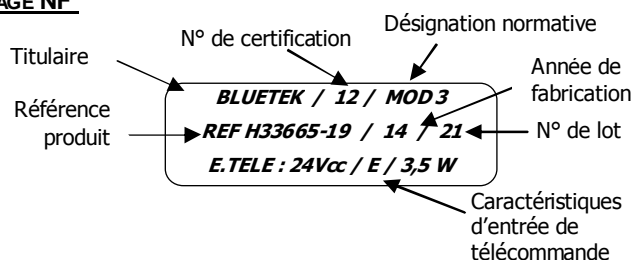 AGE NF
N° de certification
Désignation normative
Titulaire
Année de
fabrication
Référence
produit
N° de lot
BLUETEK / 12 / MOD 3
REF H33665-19 / 14 / 21
E.TELE : 24Vcc / E / 3,5 W
Caractéristiques
d'entrée de
télécommande